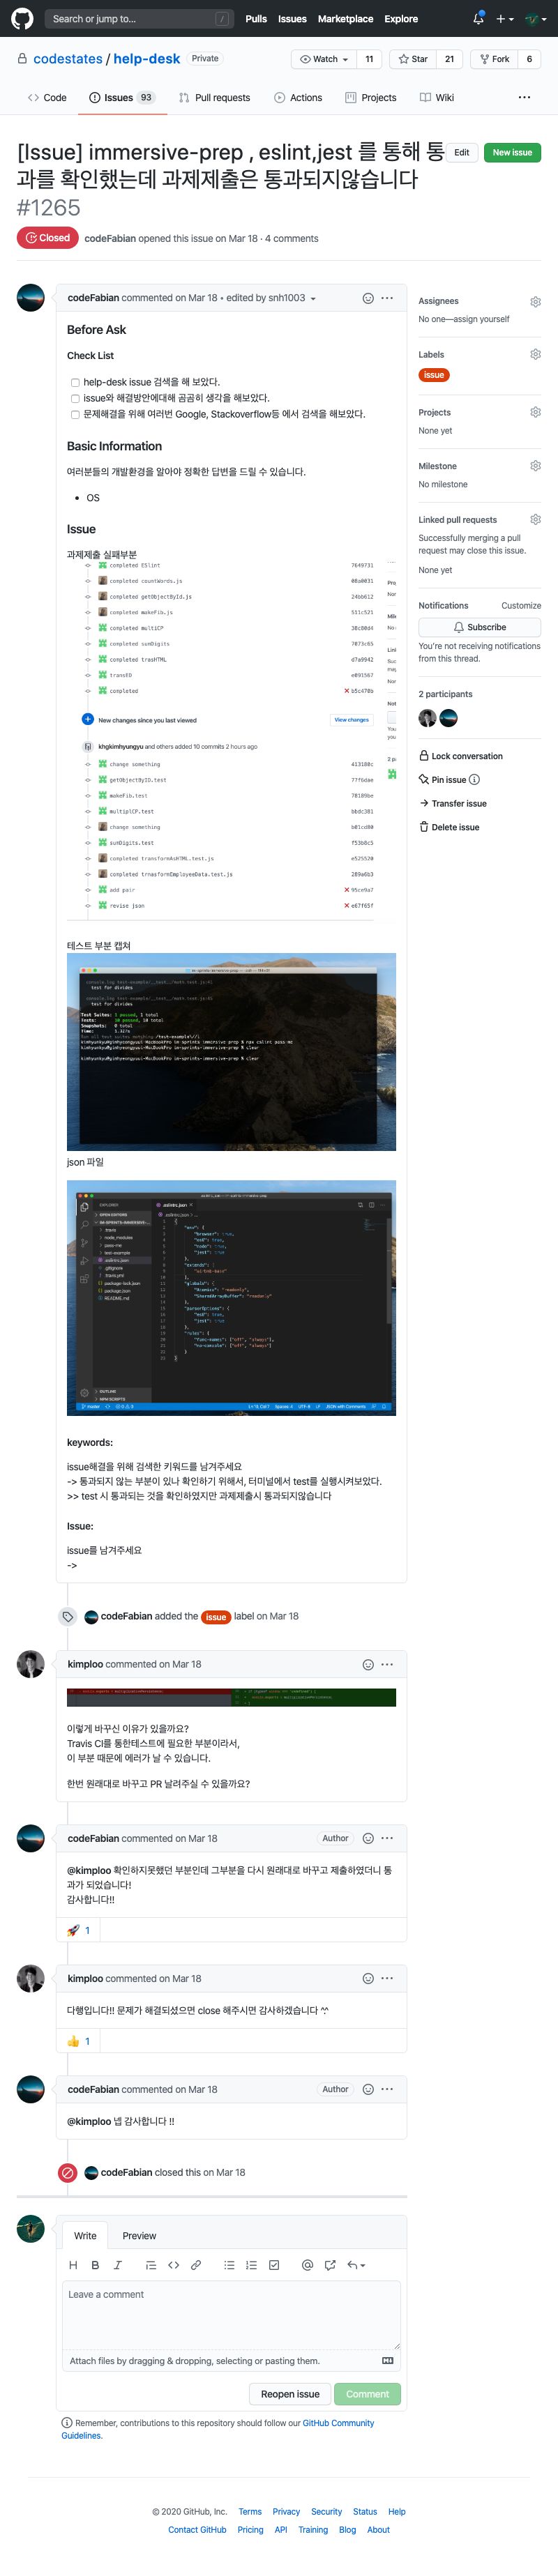 Search or jump to...
/
Pulls Issues Marketplace Explore
codestates / help-desk Private
Watch 11 Star 21 Fork 6
Code Issues 93 Pull requests Actions Projects Wiki
[Issue] immersive-prep , eslint,jest 를 통해 통
과를 확인했는데 과제제출은 통과되지않습니다
#1265
Edit New issue
Closed codeFabian opened this issue on Mar 18 · 4 comments
codeFabian commented on Mar 18 • edited by snh1003
Before Ask
Check List
help-desk issue 검색을 해 보았다.
issue와 해결방안에대해 곰곰히 생각을 해보았다.
문제해결을 위해 여러번 Google, Stackoverflow등 에서 검색을 해보았다.
Basic Information
여러분들의 개발환경을 알아야 정확한 답변을 드릴 수 있습니다.
OS
Issue
과제제출 실패부분
completed ESlint 7649731
completed countWords.js
completed getObjectById.js 24bb612
completed makeFib.js 511c521
completed multiCP
completed sumDigits 7073c65
completed trasHTML d7a9942
transED e091567
completed b5c470b
New changes since you last viewed View changes
khgkimhyungyu and others added 10 commits 2 hours ago
change something 413180c
getObjectByID.test 77f6dae
makeFib.test 70189be
multiplCP.test bbdc381
change something b01cd00
sumDigits.test f53b8c5
completed transformAsHTML.test.js e525520
completed trnasformEmployeeData.test.js 289a6b3
add pair 95ce9a7
revise json e67f65f
테스트 부분 캡쳐
test for divides
test for divides
Test Suites: 1 passed, 1 total
Tests: 10 passed, 10 total
Snapshots: 0 total
json 파일
.eslintrc.json
keywords:
issue해결을 위해 검색한 키워드를 남겨주세요
-> 통과되지 않는 부분이 있나 확인하기 위해서, 터미널에서 test를 실행시켜보았다.
>> test 시 통과되는 것을 확인하였지만 과제제출시 통과되지않습니다
Issue:
issue를 남겨주세요
->
codeFabian added the issue label on Mar 18
kimploo commented on Mar 18
이렇게 바꾸신 이유가 있을까요?
Travis CI를 통한테스트에 필요한 부분이라서,
이 부분 때문에 에러가 날 수 있습니다.
한번 원래대로 바꾸고 PR 날려주실 수 있을까요?
codeFabian commented on Mar 18 Author
@kimploo 확인하지못했던 부분인데 그부분을 다시 원래대로 바꾸고 제출하였더니 통
과가 되었습니다!
감사합니다!!
🚀 1
kimploo commented on Mar 18
다행입니다!! 문제가 해결되셨으면 close 해주시면 감사하겠습니다 ^^
👍 1
codeFabian commented on Mar 18 Author
@kimploo 넵 감사합니다 !!
codeFabian closed this on Mar 18
Write Preview
Leave a comment
Attach files by dragging & dropping, selecting or pasting them.
Reopen issue Comment
Remember, contributions to this repository should follow our GitHub Community
Guidelines.
Assignees
No one—assign yourself
Labels
issue
Projects
None yet
Milestone
No milestone
Linked pull requests
Successfully merging a pull
request may close this issue.
None yet
Notifications Customize
Subscribe
You're not receiving notifications
from this thread.
2 participants
Lock conversation
Pin issue
Transfer issue
Delete issue
© 2020 GitHub, Inc. Terms Privacy Security Status Help
Contact GitHub Pricing API Training Blog About